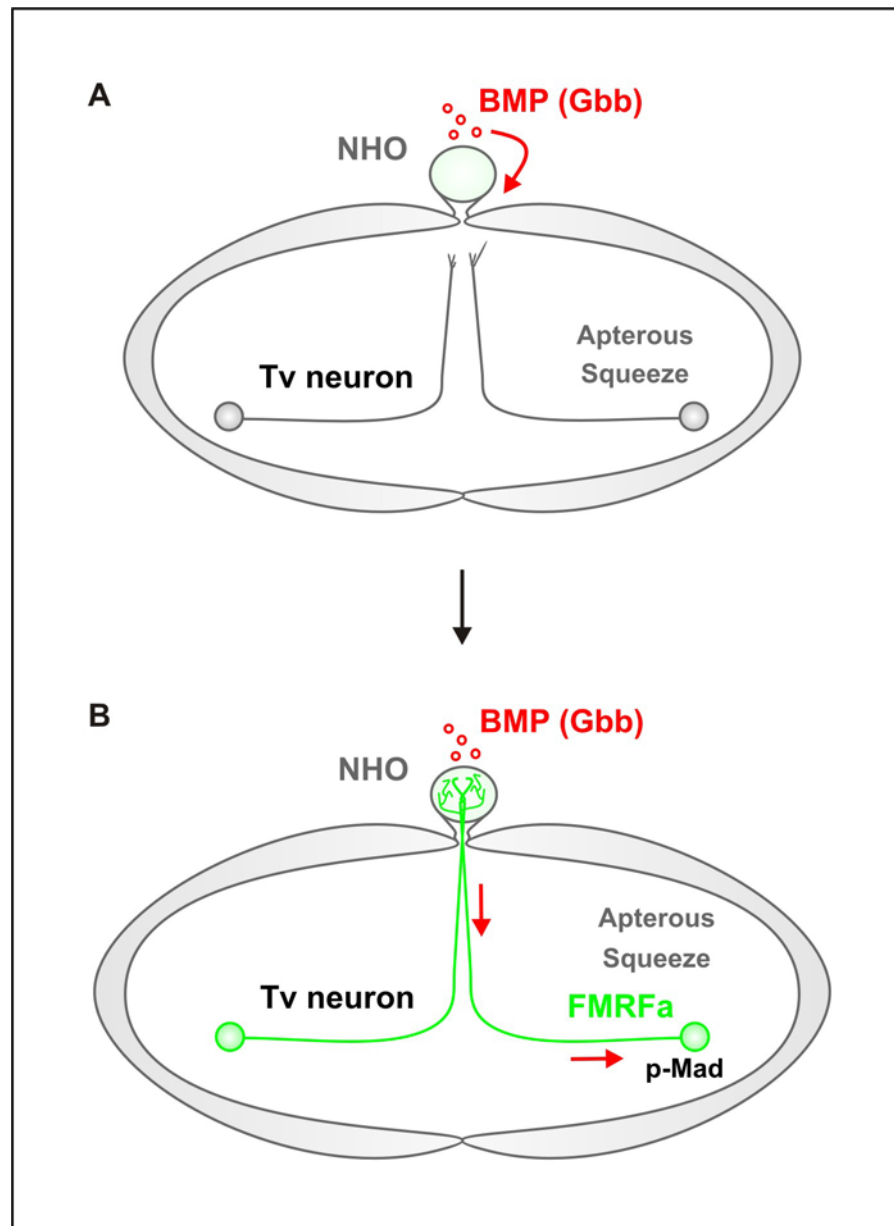 A
BMP (Gbb)
NHO
Apterous
Squeeze
Tv neuron
B
BMP (Gbb)
NHO
Apterous
Squeeze
Tv neuron
FMRFa
p-Mad